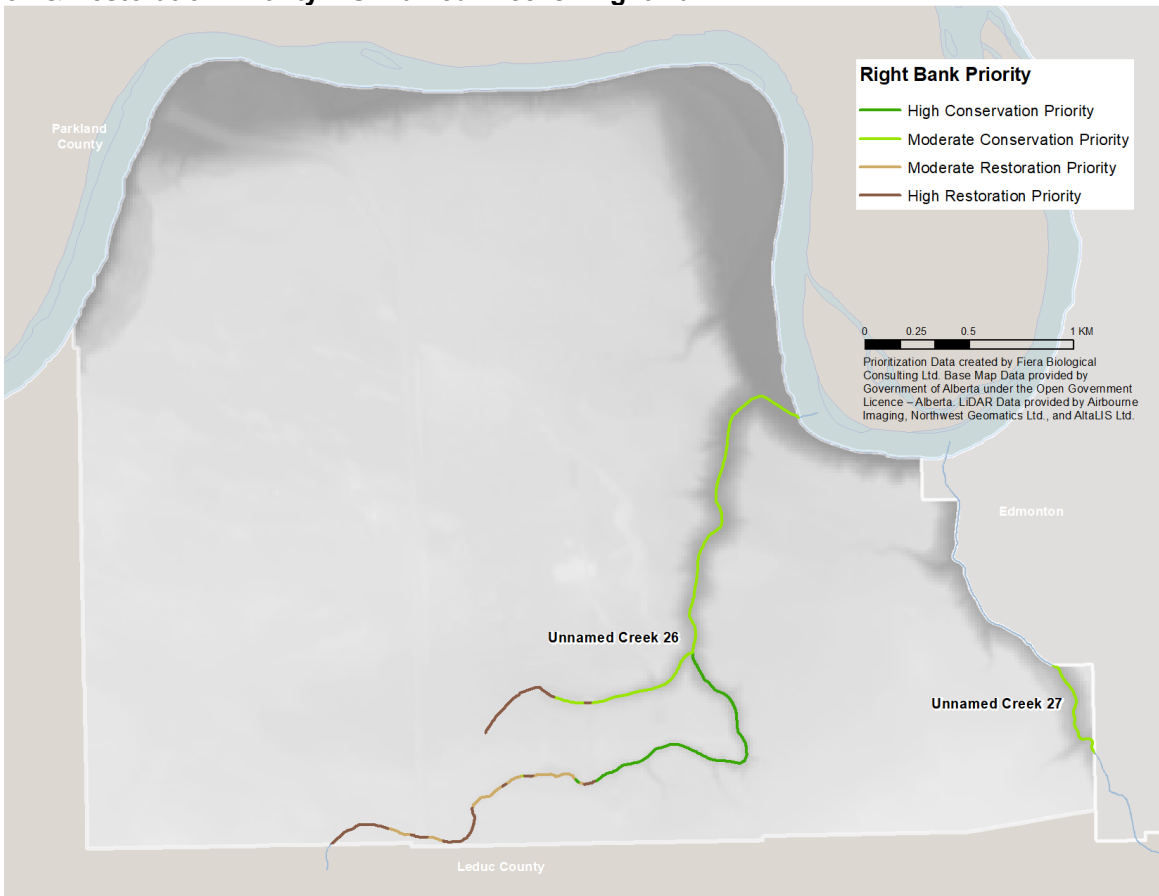 Right Bank Priority
High Conservation Priority
Moderate Conservation Priority
Moderate Restoration Priority
High Restoration Priority
Parkland
County
0 0.25 0.5 1 KM
Prioritization Data created by Fiera Biological
Consulting Ltd. Base Map Data provided by
Government of Alberta under the Open Government
Licence – Alberta. LiDAR Data provided by Airbourne
Imaging, Northwest Geomatics Ltd., and AltaLIS Ltd.
Edmonton
Unnamed Creek 26
Unnamed Creek 27
Leduc County